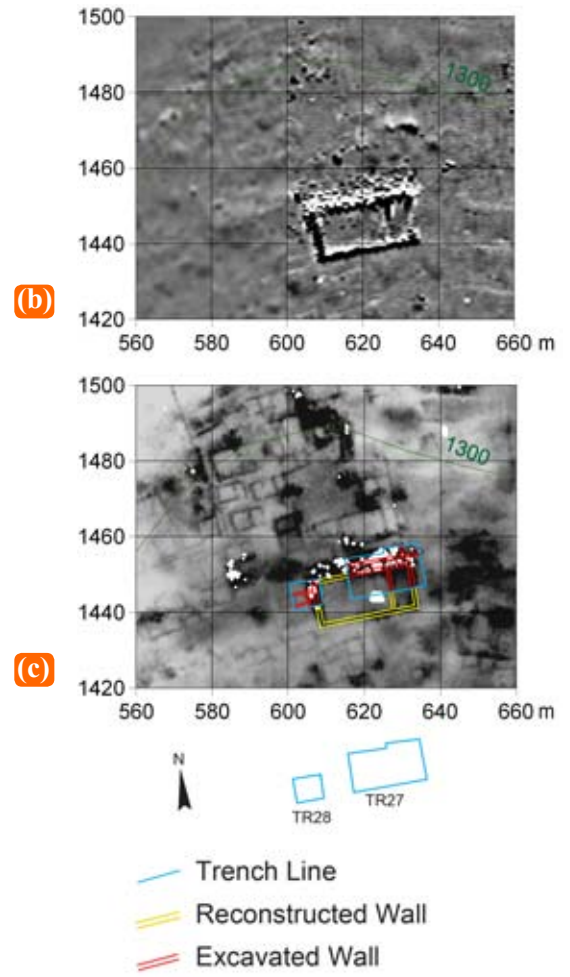 1500
1480
1300
1460
1440
(b)
1420
560 580 600 620 640 660 m
1500
1480
1300
1460
1440
(c)
1420
560 580 600 620 640 660 m
N
TR28
TR27
Trench Line
Reconstructed Wall
Excavated Wall